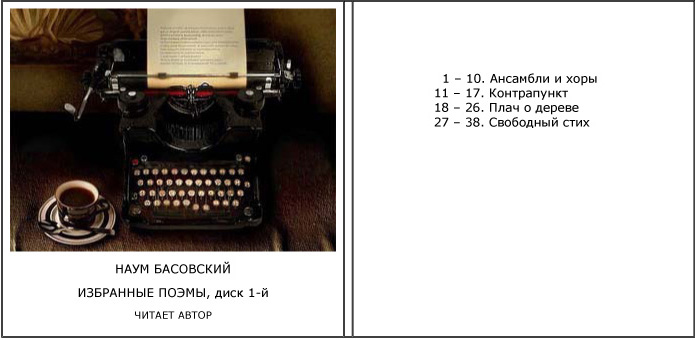 НАУМ БАСОВСКИЙ
ИЗБРАННЫЕ ПОЭМЫ, диск 1-й
ЧИТАЕТ АВТОР
1 – 10. Ансамбли и хоры
11 – 17. Контрапункт
18 – 26. Плач о дереве
27 – 38. Свободный стих